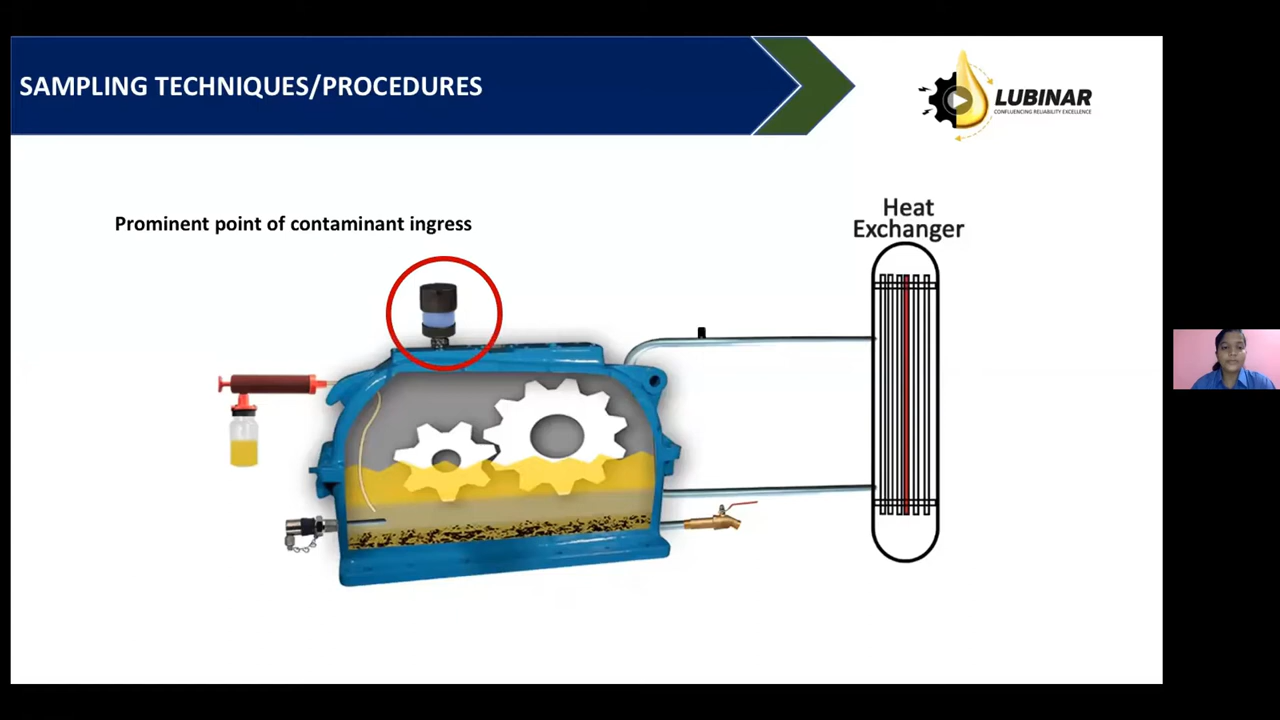 SAMPLING TECHNIQUES/PROCEDURES
LUBINAR
CONFLUENCING RELIABILITY EXCELLENCE
Prominent point of contaminant ingress
Heat
Exchanger